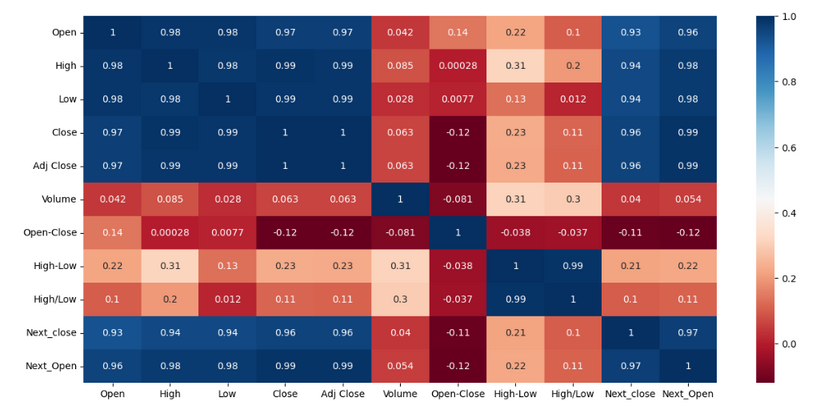 Open 1 0.98 0.98 0.97 0.97 0.042 0.14 0.22 0.1 0.93 0.96
High 0.98 1 0.98 0.99 0.99 0.085 0.00028 0.31 0.2 0.94 0.98
Low 0.98 0.98 1 0.99 0.99 0.028 0.0077 0.13 0.012 0.94 0.98
Close 0.97 0.99 0.99 1 1 0.063 -0.12 0.23 0.11 0.96 0.99
Adj Close 0.97 0.99 0.99 1 1 0.063 -0.12 0.23 0.11 0.96 0.99
Volume 0.042 0.085 0.028 0.063 0.063 1 -0.081 0.31 0.3 0.04 0.054
Open-Close 0.14 0.00028 0.0077 -0.12 -0.12 -0.081 1 -0.038 -0.037 -0.11 -0.12
High-Low 0.22 0.31 0.13 0.23 0.23 0.31 -0.038 1 0.99 0.21 0.22
High/Low 0.1 0.2 0.012 0.11 0.11 0.3 -0.037 0.99 1 0.1 0.11
Next_close 0.93 0.94 0.94 0.96 0.96 0.04 -0.11 0.21 0.1 1 0.97
Next_Open 0.96 0.98 0.98 0.99 0.99 0.054 -0.12 0.22 0.11 0.97 1
Open High Low Close Adj Close Volume Open-Close High-Low High/Low Next_close Next_Open
1.0
0.8
0.6
0.4
0.2
0.0